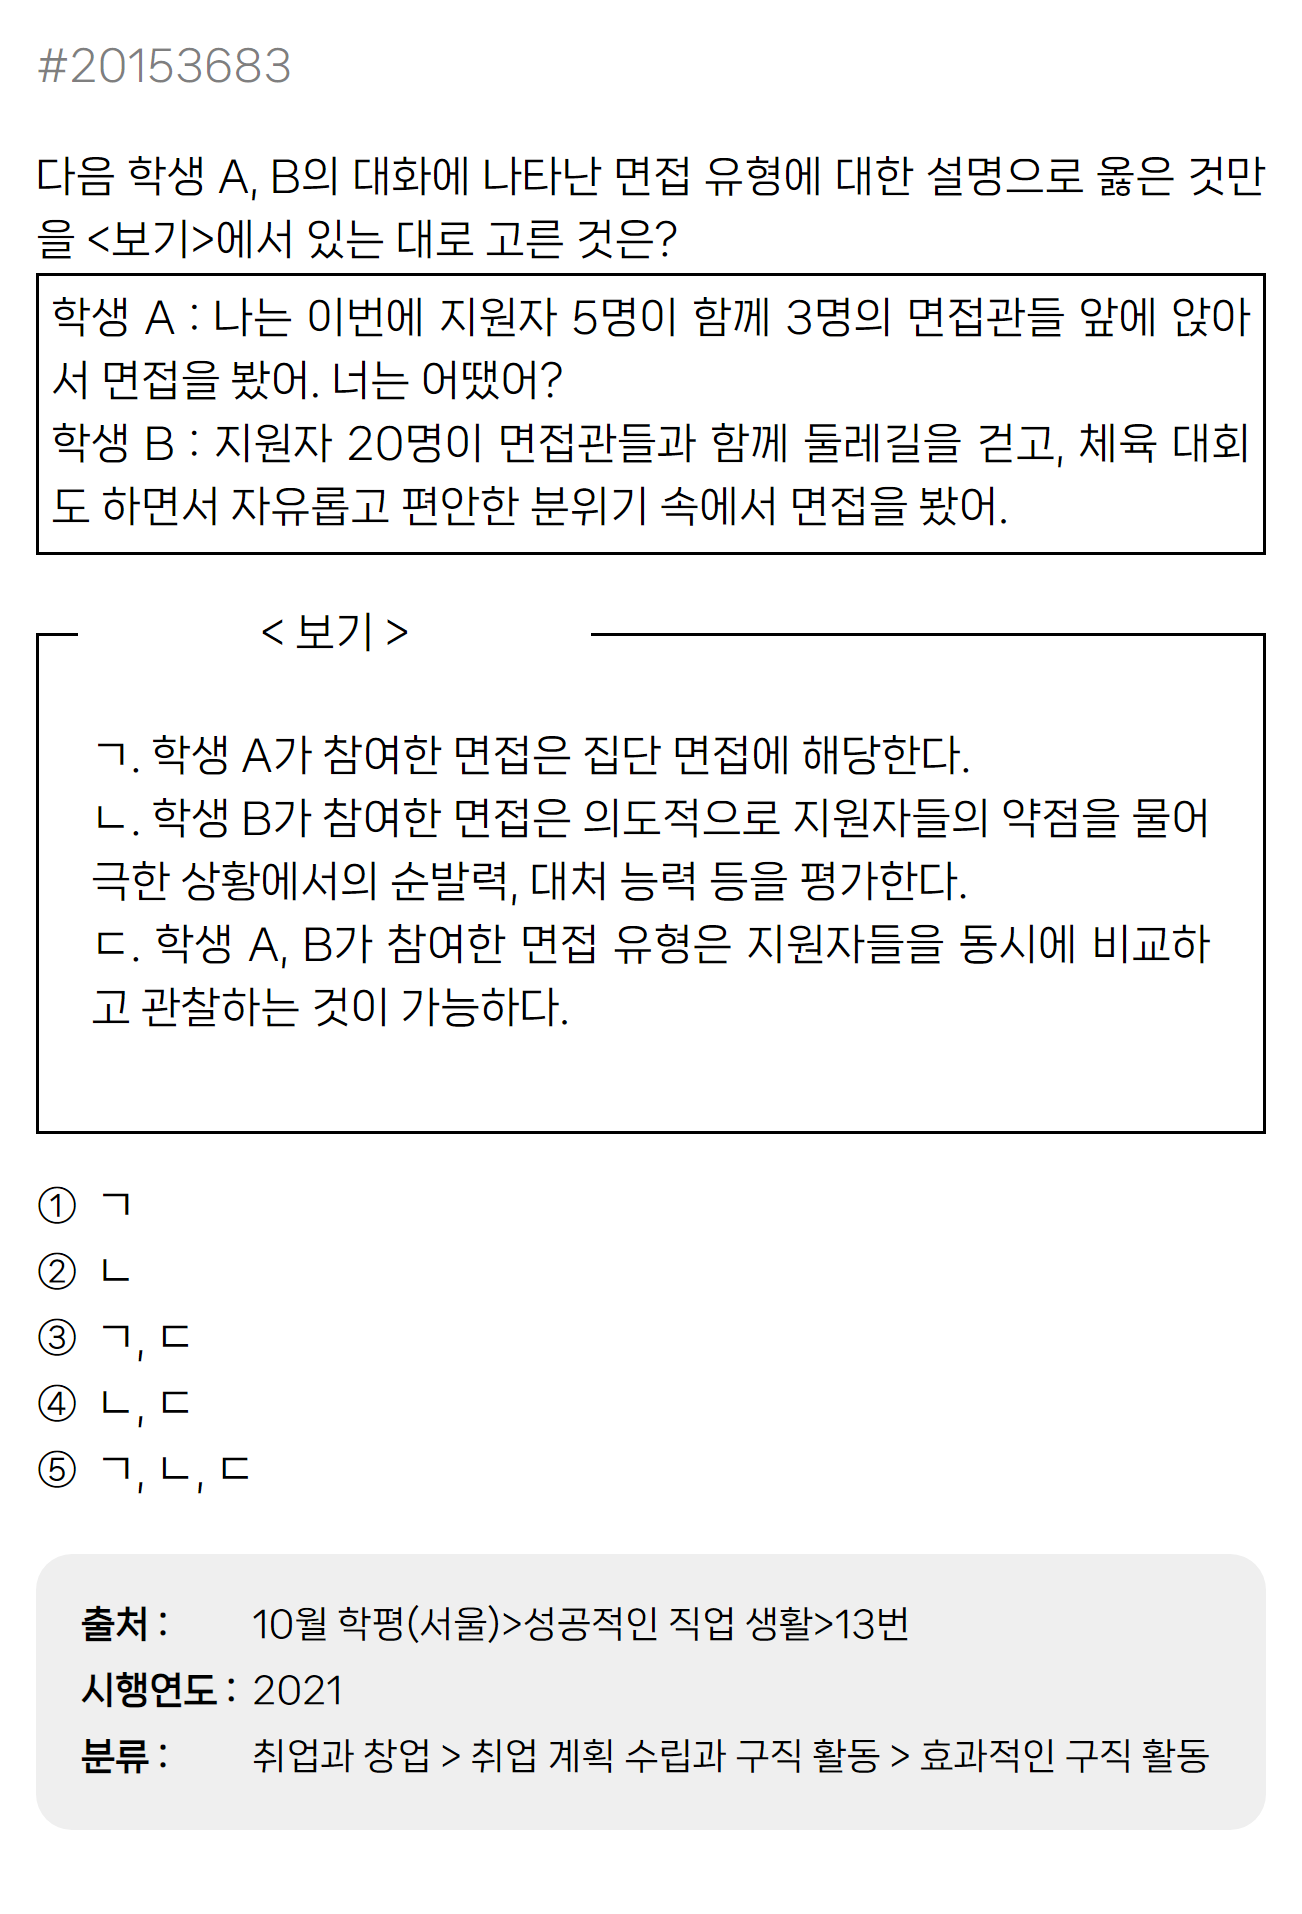 #20153683
다음 학생 A, B의 대화에 나타난 면접 유형에 대한 설명으로 옳은 것만
을 <보기>에서 있는 대로 고른 것은?
학생 A : 나는 이번에 지원자 5명이 함께 3명의 면접관들 앞에 앉아
서 면접을 봤어. 너는 어땠어?
학생 B : 지원자 20명이 면접관들과 함께 둘레길을 걷고, 체육 대회
도 하면서 자유롭고 편안한 분위기 속에서 면접을 봤어.
< 보기 >
ㄱ. 학생 A가 참여한 면접은 집단 면접에 해당한다.
ㄴ. 학생 B가 참여한 면접은 의도적으로 지원자들의 약점을 물어
극한 상황에서의 순발력, 대처 능력 등을 평가한다.
ㄷ. 학생 A, B가 참여한 면접 유형은 지원자들을 동시에 비교하
고 관찰하는 것이 가능하다.
① ㄱ
② ㄴ
③ ㄱ, ㄷ
④ ㄴ, ㄷ
⑤ ㄱ, ㄴ, ㄷ
출처 : 10월 학평(서울)>성공적인 직업 생활>13번
시행연도 : 2021
분류 : 취업과 창업 > 취업 계획 수립과 구직 활동 > 효과적인 구직 활동